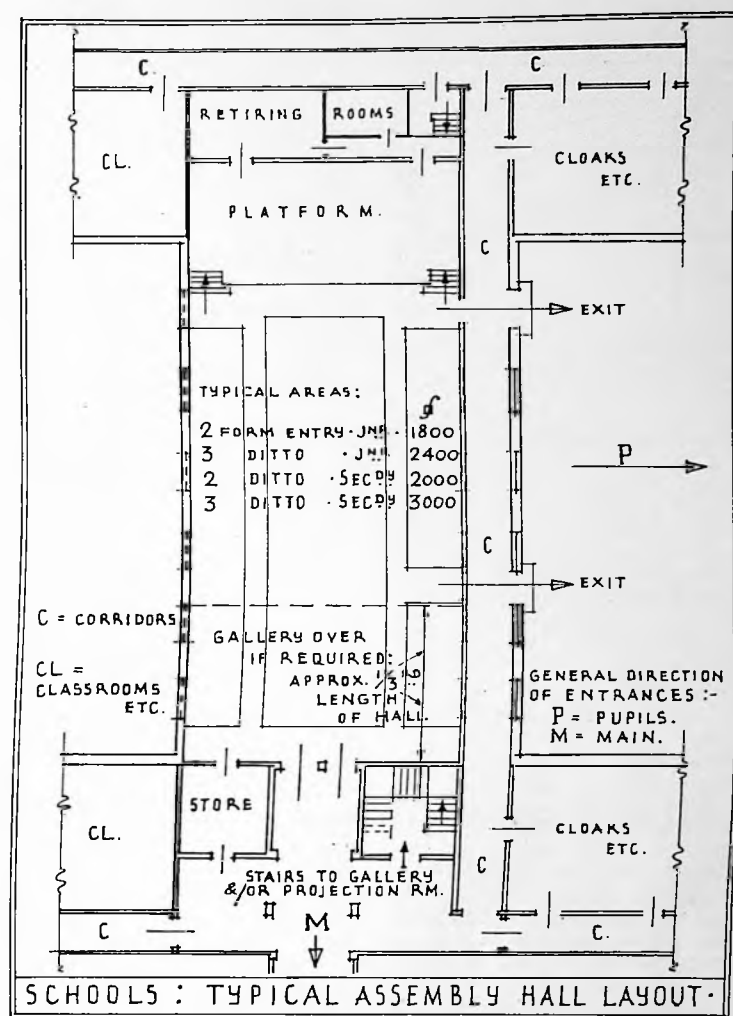 C.
C
RETIRING
ROOMS
CL.
CLOAKS
ETC.
PLATFORM.
C
EXIT
TYPICAL AREAS:
2 FORM ENTRY · JNR. · 1800
3 DITTO · JNR. 2400
2 DITTO · SECDY. 2000
3 DITTO · SECDY. 3000
P
C
EXIT
C = CORRIDORS
CL =
CLASSROOMS
ETC.
GALLERY OVER
IF REQUIRED:
APPROX.
LENGTH
OF HALL.
GENERAL DIRECTION
OF ENTRANCES :-
P = PUPILS.
M = MAIN.
STORE
CL.
CLOAKS
ETC.
STAIRS TO GALLERY
&/OR PROJECTION RM.
C
M
C
C.
SCHOOLS : TYPICAL ASSEMBLY HALL LAYOUT ·